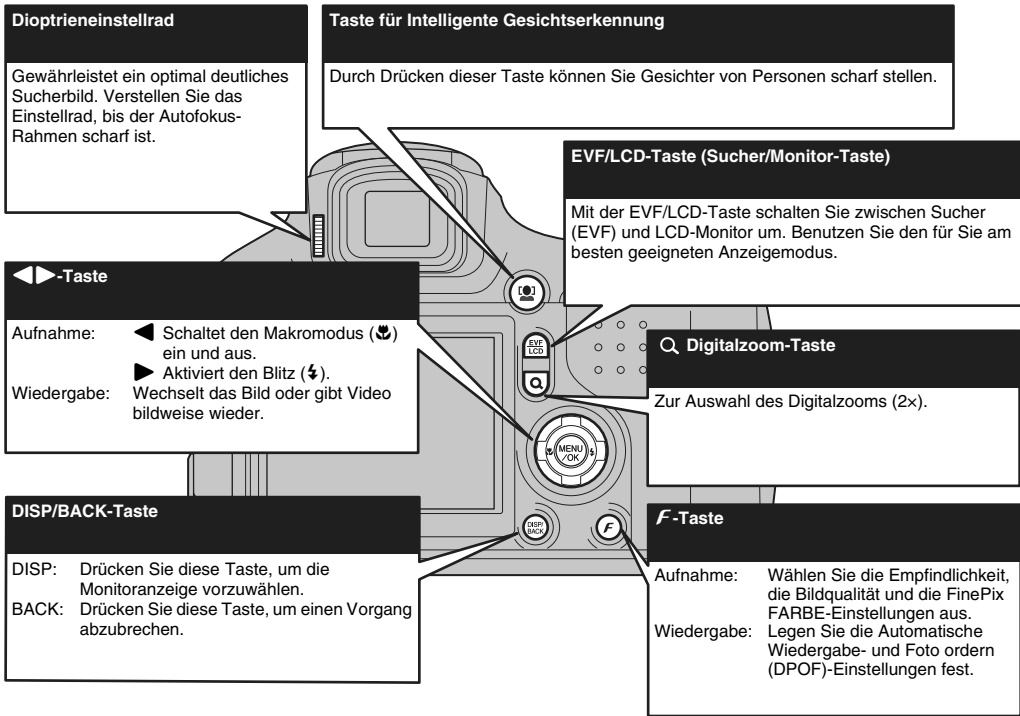 Dioptrieneinstellrad
Gewährleistet ein optimal deutliches
Sucherbild. Verstellen Sie das
Einstellrad, bis der Autofokus-
Rahmen scharf ist.
Taste für Intelligente Gesichtserkennung
Durch Drücken dieser Taste können Sie Gesichter von Personen scharf stellen.
EVF/LCD-Taste (Sucher/Monitor-Taste)
Mit der EVF/LCD-Taste schalten Sie zwischen Sucher
(EVF) und LCD-Monitor um. Benutzen Sie den für Sie am
besten geeigneten Anzeigemodus.
◀▶-Taste
Aufnahme: ◀ Schaltet den Makromodus (🌷)
ein und aus.
▶ Aktiviert den Blitz (⚡).
Wiedergabe: Wechselt das Bild oder gibt Video
bildweise wieder.
EVF
LCD
Digitalzoom-Taste
Zur Auswahl des Digitalzooms (2×).
MENU
/OK
DISP/BACK-Taste
DISP: Drücken Sie diese Taste, um die
Monitoranzeige vorzuwählen.
BACK: Drücken Sie diese Taste, um einen Vorgang
abzubrechen.
DISP/
BACK
F
F-Taste
Aufnahme: Wählen Sie die Empfindlichkeit,
die Bildqualität und die FinePix
FARBE-Einstellungen aus.
Wiedergabe: Legen Sie die Automatische
Wiedergabe- und Foto ordern
(DPOF)-Einstellungen fest.